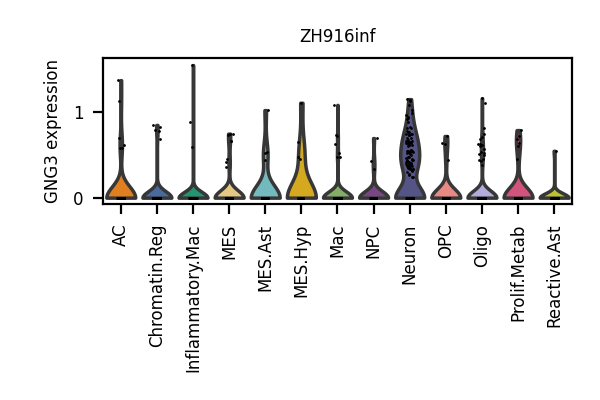 ZH916inf
GNG3 expression
1
0
AC
Chromatin.Reg
Inflammatory.Mac
MES
MES.Ast
MES.Hyp
Mac
NPC
Neuron
OPC
Oligo
Prolif.Metab
Reactive.Ast